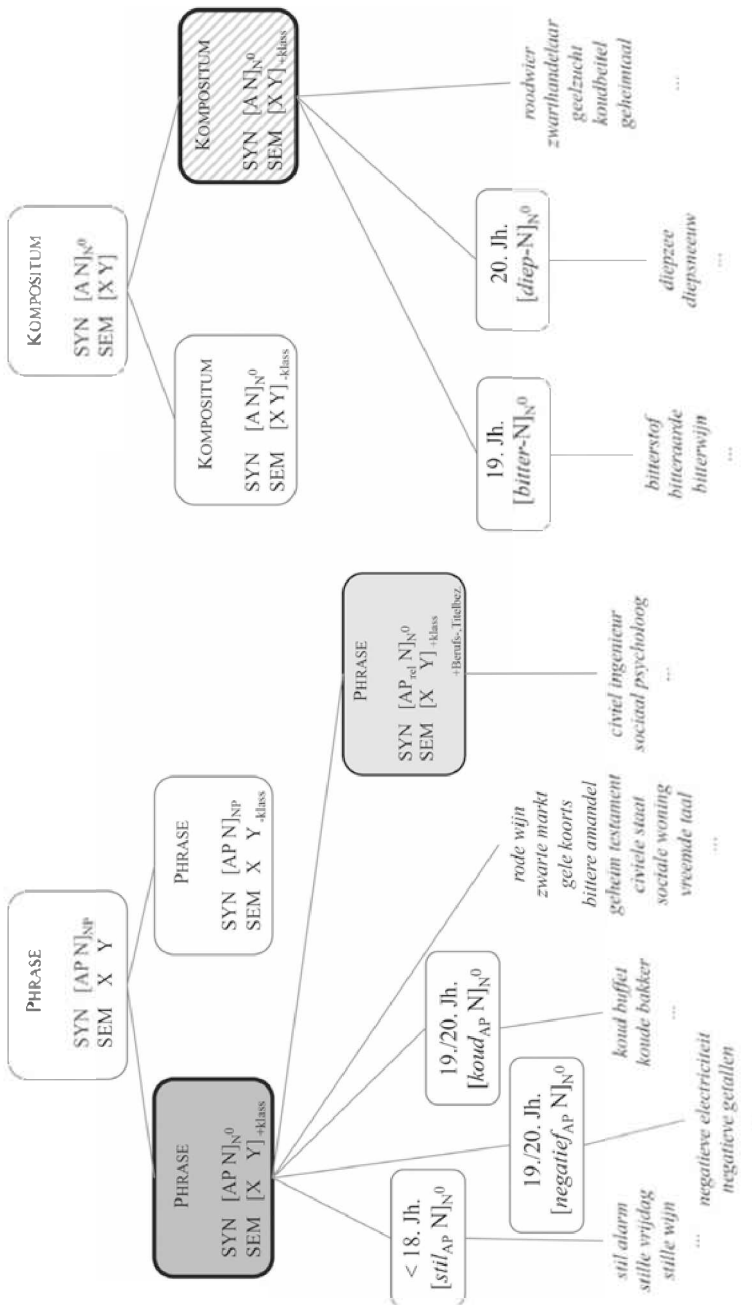 PHRASE
SYN [AP N]NP
SEM X Y
PHRASE
SYN [AP N]N⁰
SEM [X Y]+klass
PHRASE
SYN [AP N]NP
SEM X Y-klass
< 18. Jh.
[stilAP N]N⁰
stil alarm
stille vrijdag
stille wijn
...
19./20. Jh.
[negatiefAP N]N⁰
negatieve electriciteit
negatieve getallen
19./20. Jh.
[koudAP N]N⁰
koud buffet
koude bakker
...
rode wijn
zwarte markt
gele koorts
bittere amandel
geheim testament
civiele staat
sociale woning
vreemde taal
...
PHRASE
SYN [APrel N]N⁰
SEM [X Y]+klass
+Berufs-,Titelbez.
civiel ingenieur
sociaal psycholoog
...
KOMPOSITUM
SYN [A N]N⁰
SEM [X Y]
KOMPOSITUM
SYN [A N]N⁰
SEM [X Y]-klass
KOMPOSITUM
SYN [A N]N⁰
SEM [X Y]+klass
19. Jh.
[bitter-N]N⁰
bitterstof
bitteraarde
bitterwijn
...
20. Jh.
[diep-N]N⁰
diepzee
diepsneeuw
...
roodwier
zwarthandelaar
geelzucht
koudbeitel
geheimtaal
...